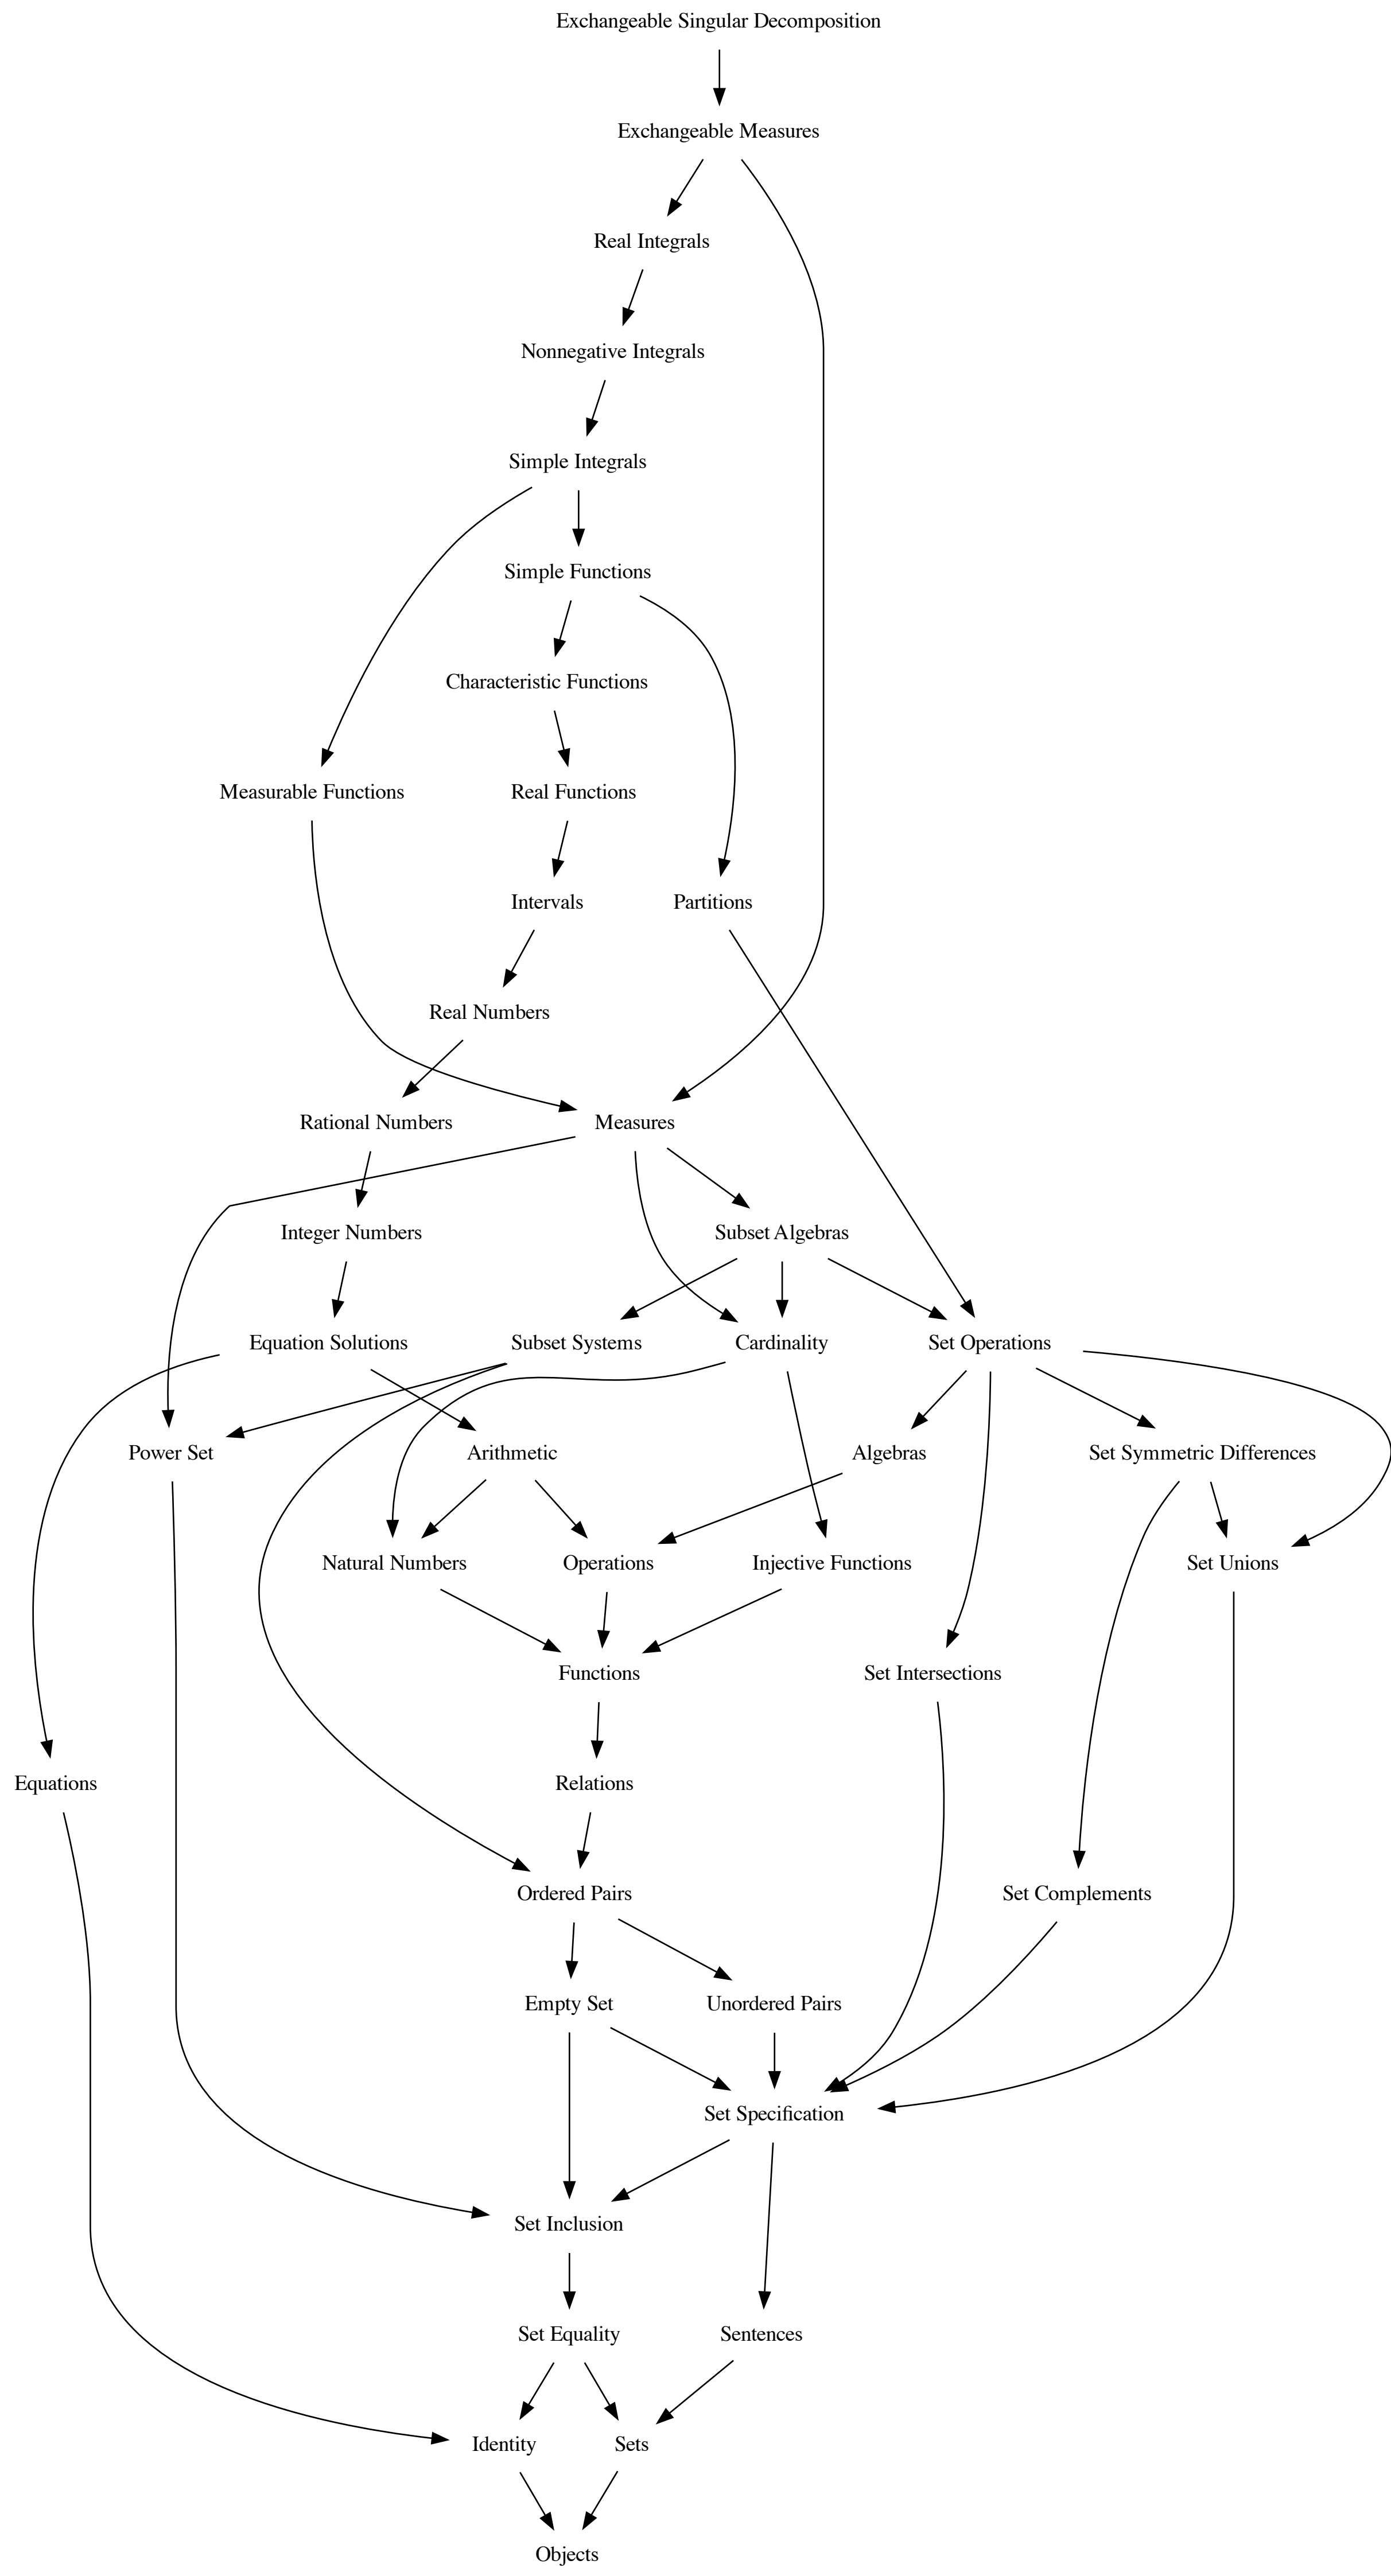 Exchangeable Singular Decomposition
Exchangeable Measures
Real Integrals
Nonnegative Integrals
Simple Integrals
Simple Functions
Characteristic Functions
Measurable Functions
Real Functions
Intervals
Partitions
Real Numbers
Rational Numbers
Measures
Integer Numbers
Subset Algebras
Equation Solutions
Subset Systems
Cardinality
Set Operations
Power Set
Arithmetic
Algebras
Set Symmetric Differences
Natural Numbers
Operations
Injective Functions
Set Unions
Functions
Set Intersections
Equations
Relations
Ordered Pairs
Set Complements
Empty Set
Unordered Pairs
Set Specification
Set Inclusion
Set Equality
Sentences
Identity
Sets
Objects